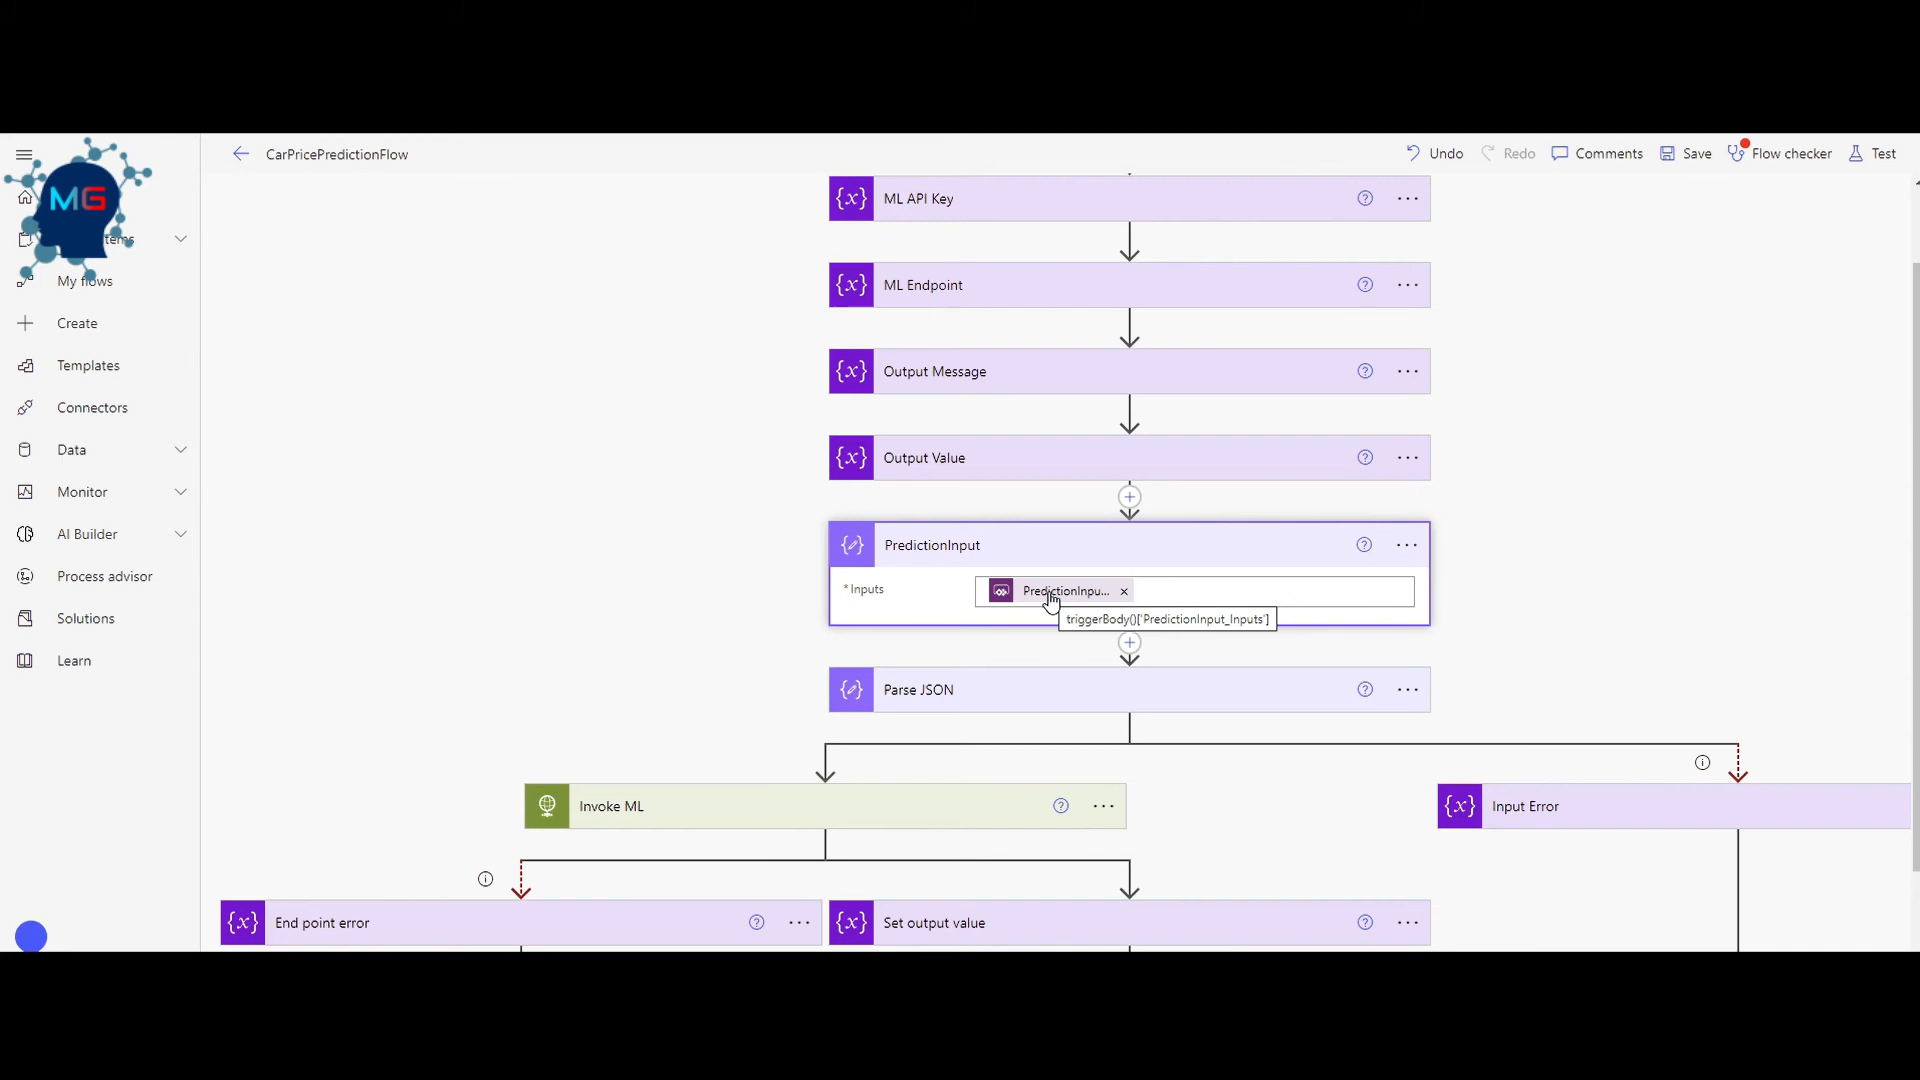 CarPricePredictionFlow
Undo
Redo
Comments
Save
Flow checker
Test
MG
My flows
Create
Templates
Connectors
Data
Monitor
AI Builder
Process advisor
Solutions
Learn
{x} ML API Key
{x} ML Endpoint
{x} Output Message
{x} Output Value
PredictionInput
* Inputs
PredictionInpu... ×
triggerBody()['PredictionInput_Inputs']
Parse JSON
Invoke ML
{x} Input Error
{x} End point error
{x} Set output value